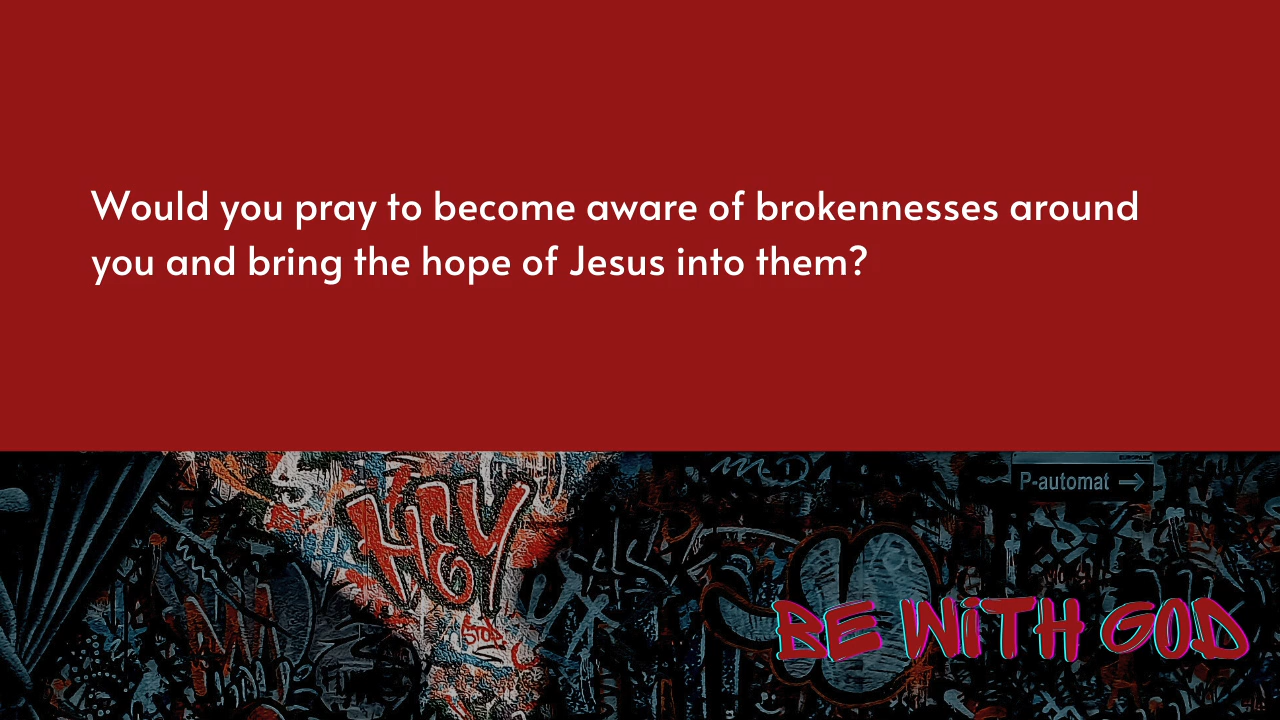 Would you pray to become aware of brokennesses around
you and bring the hope of Jesus into them?
HEY
P-automat →
STOP
BE WITH GOD